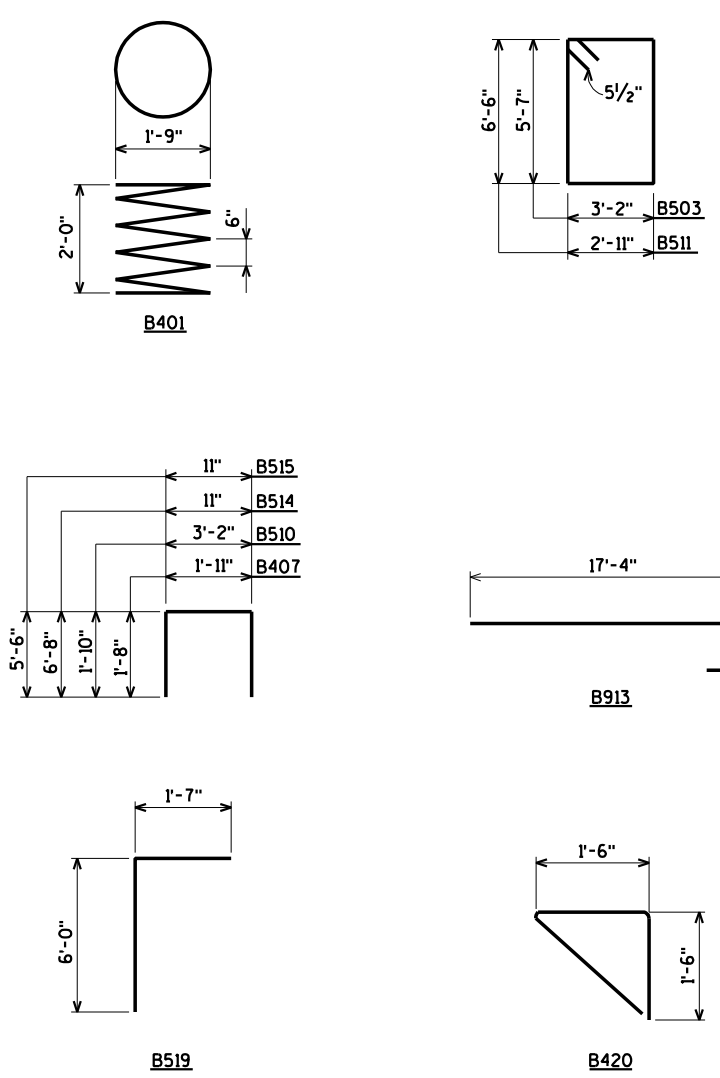 1'-9"
2'-0"
6"
B401
6'-6"
5'-7"
5½"
3'-2" B503
2'-11" B511
11" B515
11" B514
3'-2" B510
1'-11" B407
5'-6"
6'-8"
1'-10"
1'-8"
17'-4"
B913
1'-7"
6'-0"
B519
1'-6"
1'-6"
B420